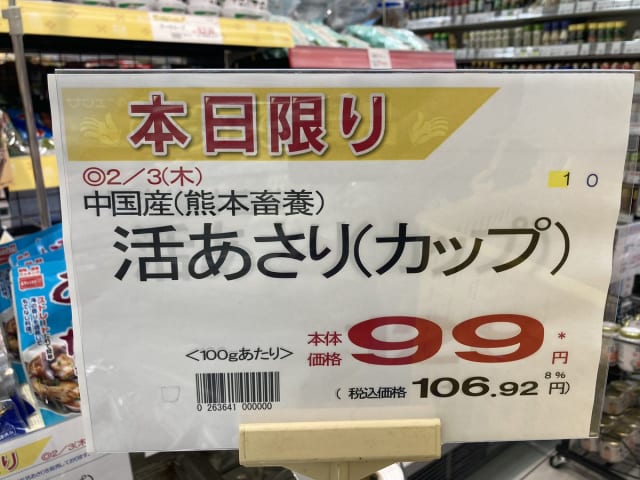 本日限り
◎2/3(木)
中国産(熊本畜養)
10
活あさり(カップ)
<100gあたり>
本体
価格
99
*
円
(税込価格 106.92 8% 円)
0 263641 000000